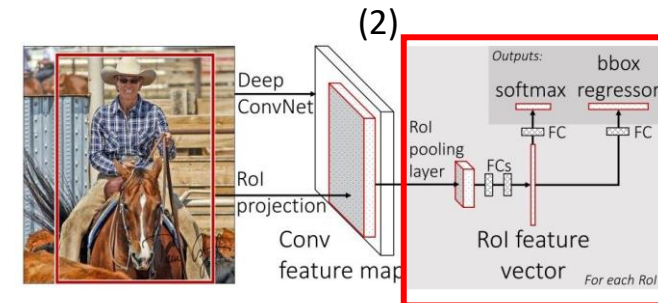 (2)
Deep
ConvNet
RoI
projection
Conv
feature map
Outputs:
softmax
bbox
regressor
RoI
pooling
layer
FCs
FC
FC
RoI feature
vector
For each RoI